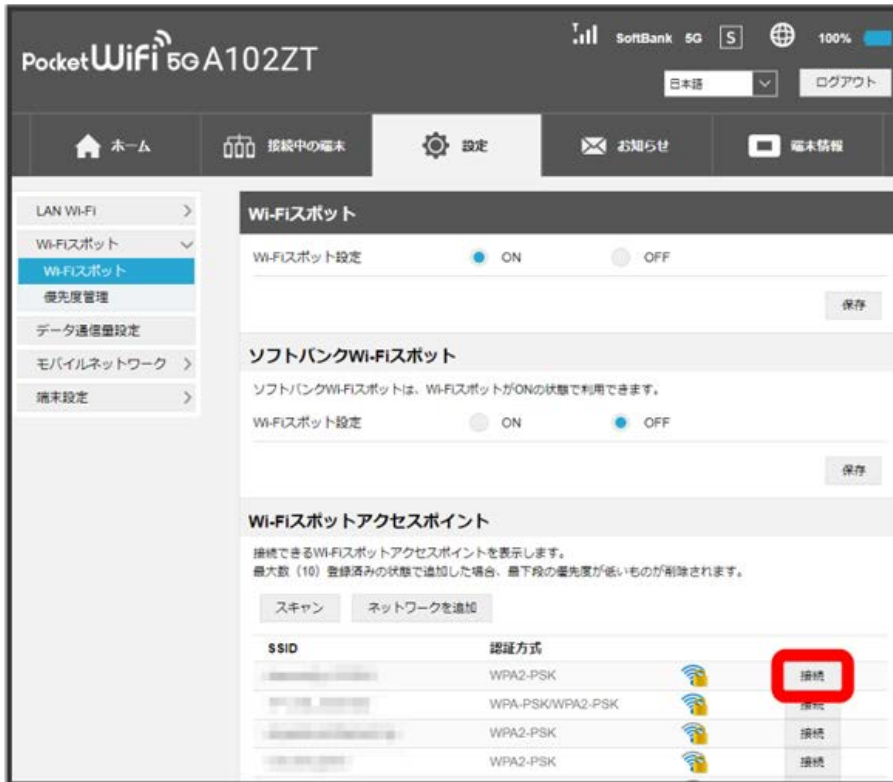 SoftBank 5G S 100%
PocketWiFi 5G A102ZT
日本語 ログアウト
ホーム 接続中の端末 設定 お知らせ 端末情報
LAN Wi-Fi
Wi-Fiスポット
Wi-Fiスポット
優先度管理
データ通信量設定
モバイルネットワーク
端末設定
Wi-Fiスポット
Wi-Fiスポット設定 ON OFF
保存
ソフトバンクWi-Fiスポット
ソフトバンクWi-Fiスポットは、Wi-FiスポットがONの状態で利用できます。
Wi-Fiスポット設定 ON OFF
保存
Wi-Fiスポットアクセスポイント
接続できるWi-Fiスポットアクセスポイントを表示します。
最大数（10）登録済みの状態で追加した場合、最下段の優先度が低いものが削除されます。
スキャン ネットワークを追加
SSID 認証方式
WPA2-PSK 接続
WPA-PSK/WPA2-PSK 接続
WPA2-PSK 接続
WPA2-PSK 接続